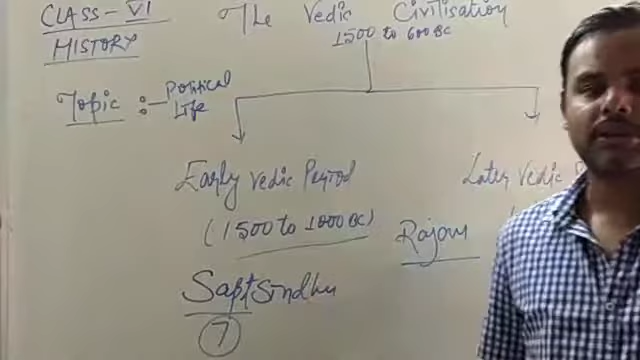 CLASS - VI
HISTORY
The Vedic Civilisation
1500 to 600 BC
Topic :- Political Life
Early Vedic Period
(1500 to 1000 BC)
Later Vedic P
Rajan
SaptSindhu
7